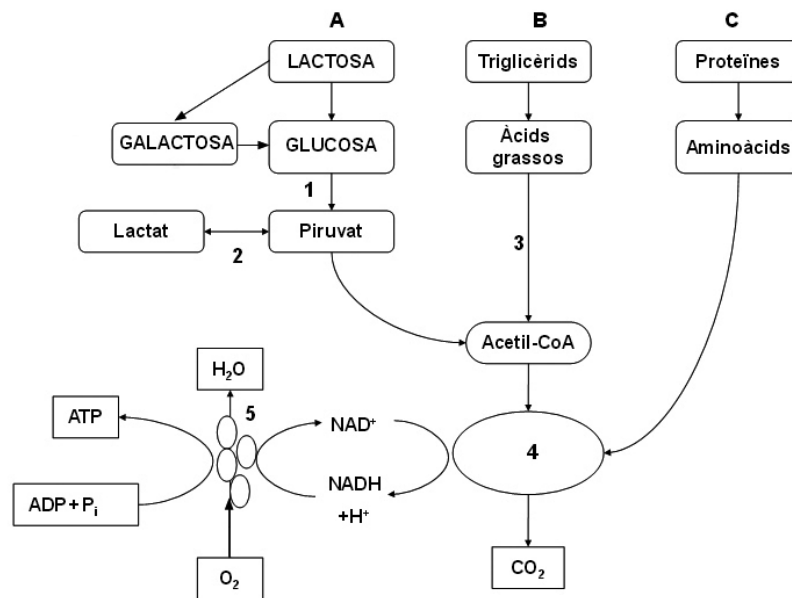 A
B
C
LACTOSA
Triglicèrids
Proteïnes
GALACTOSA
GLUCOSA
Àcids
grassos
Aminoàcids
1
Lactat
2
Piruvat
3
Acetil-CoA
H₂O
5
ATP
NAD⁺
4
ADP + Pᵢ
NADH
+H⁺
O₂
CO₂